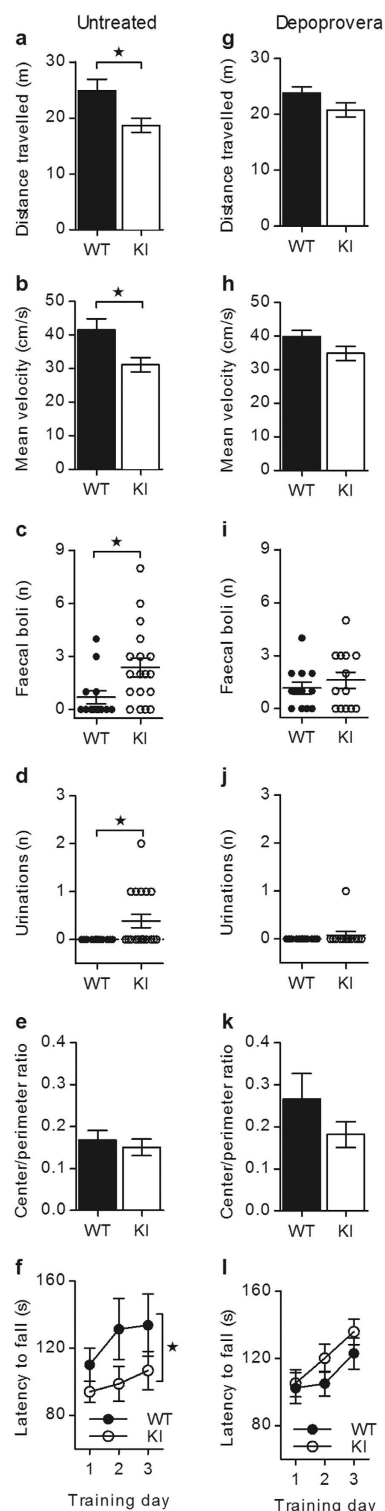 Untreated
Depoprovera
a
Distance travelled (m)
30
20
10
0
WT KI
★
g
Distance travelled (m)
30
20
10
0
WT KI
b
Mean velocity (cm/s)
50
40
30
20
10
0
WT KI
★
h
Mean velocity (cm/s)
50
40
30
20
10
0
WT KI
c
Faecal boli (n)
9
6
3
0
WT KI
★
i
Faecal boli (n)
9
6
3
0
WT KI
d
Urinations (n)
3
2
1
0
WT KI
★
j
Urinations (n)
3
2
1
0
WT KI
e
Center/perimeter ratio
0.4
0.3
0.2
0.1
0.0
WT KI
k
Center/perimeter ratio
0.4
0.3
0.2
0.1
0.0
WT KI
f
Latency to fall (s)
160
120
80
★
WT
KI
1 2 3
Training day
l
Latency to fall (s)
160
120
80
WT
KI
1 2 3
Training day